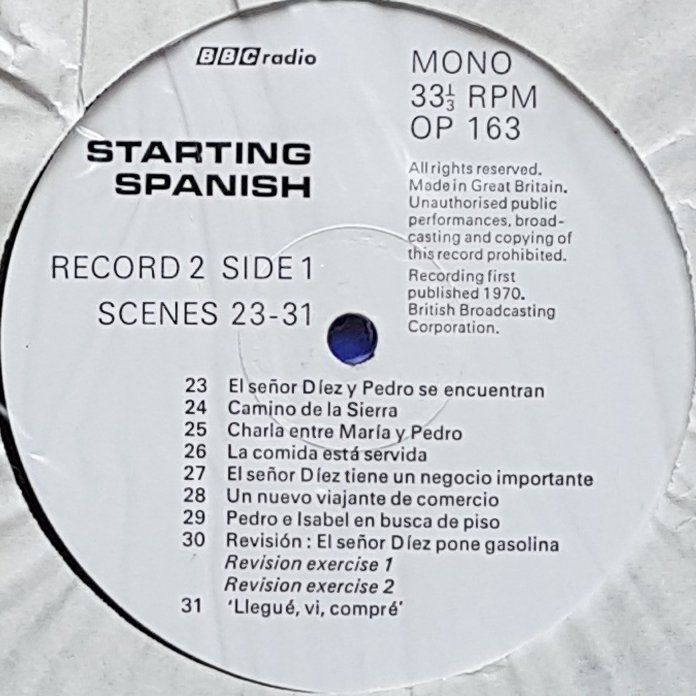 BBC radio
STARTING
SPANISH
RECORD 2 SIDE 1
SCENES 23-31
MONO
33⅓ RPM
OP 163
All rights reserved.
Made in Great Britain.
Unauthorised public
performances, broad-
casting and copying of
this record prohibited.
Recording first
published 1970.
British Broadcasting
Corporation.
23 El señor Díez y Pedro se encuentran
24 Camino de la Sierra
25 Charla entre María y Pedro
26 La comida está servida
27 El señor Díez tiene un negocio importante
28 Un nuevo viajante de comercio
29 Pedro e Isabel en busca de piso
30 Revisión : El señor Díez pone gasolina
Revision exercise 1
Revision exercise 2
31 'Llegué, vi, compré'